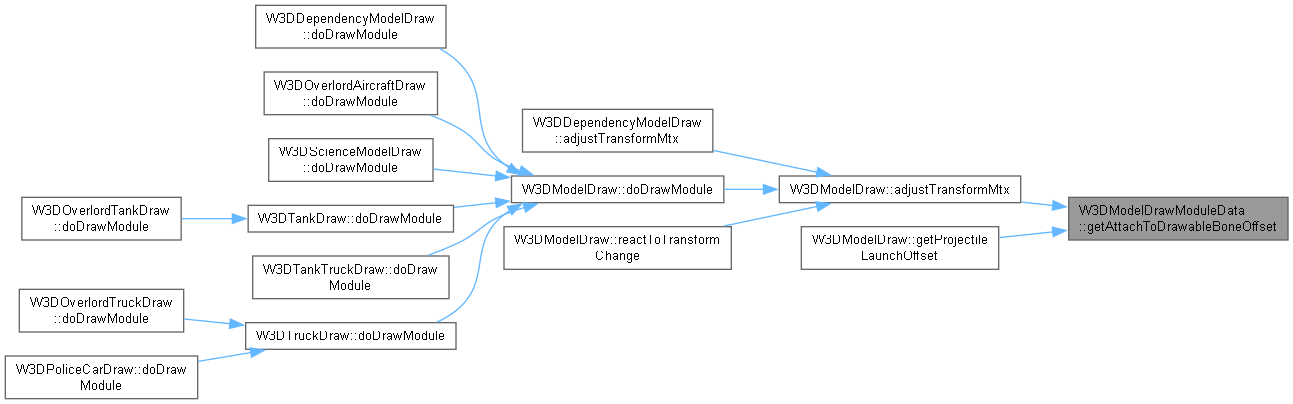 W3DDependencyModelDraw
::doDrawModule
W3DOverlordAircraftDraw
::doDrawModule
W3DScienceModelDraw
::doDrawModule
W3DOverlordTankDraw
::doDrawModule
W3DTankDraw::doDrawModule
W3DTankTruckDraw::doDraw
Module
W3DOverlordTruckDraw
::doDrawModule
W3DTruckDraw::doDrawModule
W3DPoliceCarDraw::doDraw
Module
W3DDependencyModelDraw
::adjustTransformMtx
W3DModelDraw::doDrawModule
W3DModelDraw::reactToTransform
Change
W3DModelDraw::adjustTransformMtx
W3DModelDraw::getProjectile
LaunchOffset
W3DModelDrawModuleData
::getAttachToDrawableBoneOffset